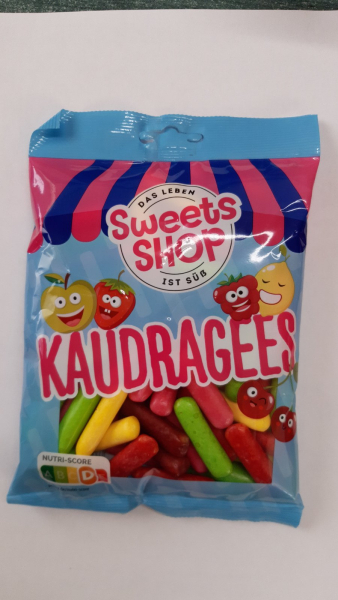 DAS LEBEN
Sweets
SHOP
IST SÜẞ
KAUDRAGEES
NUTRI-SCORE
D